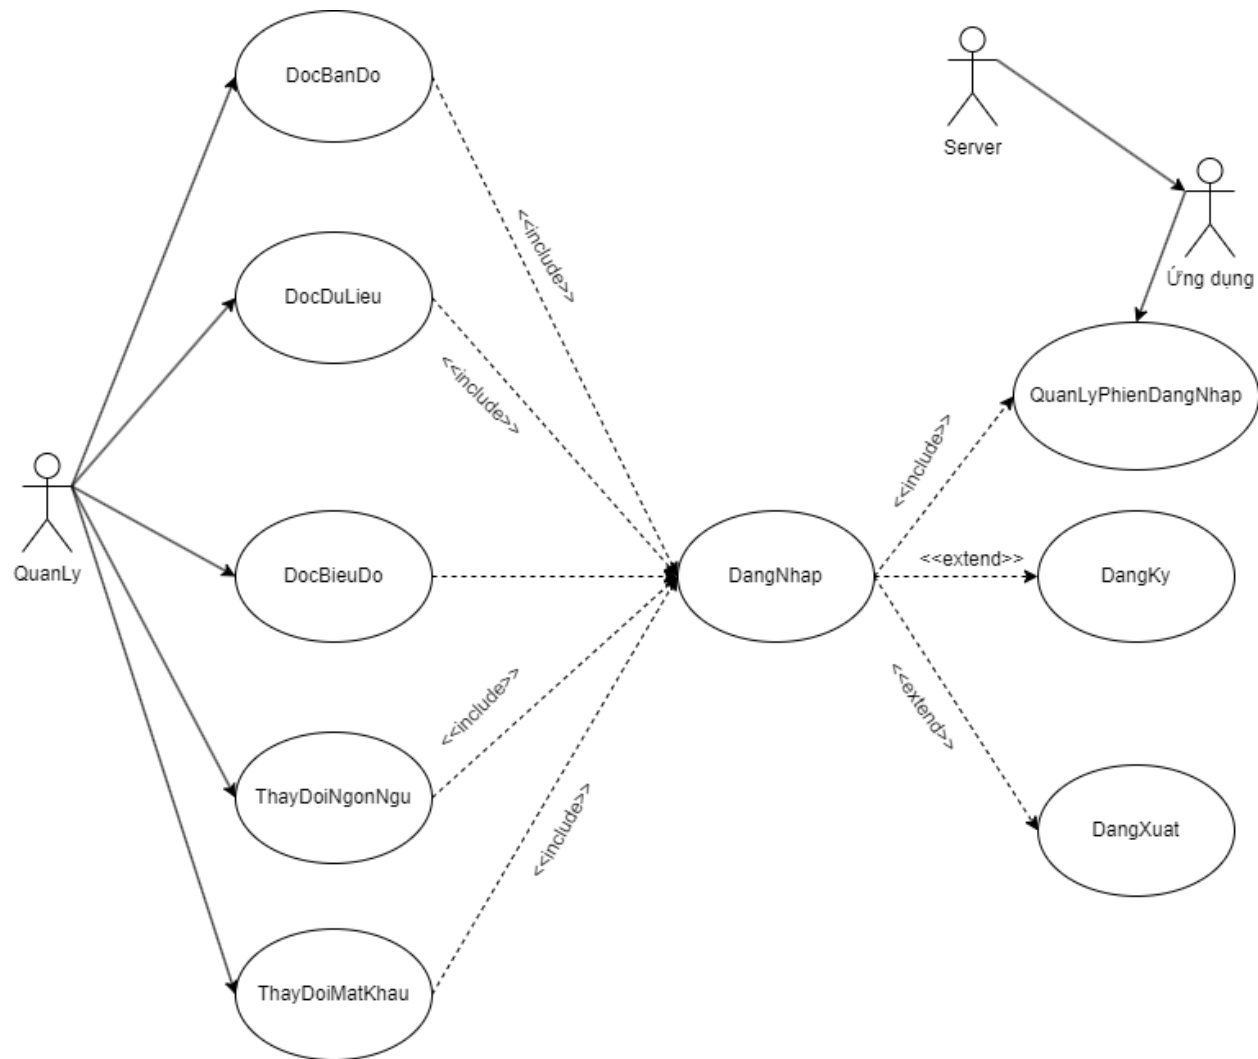 DocBanDo
Server
<<include>>
Ứng dụng
DocDuLieu
<<include>>
QuanLyPhienDangNhap
<<include>>
QuanLy
DocBieuDo
DangNhap
<<extend>>
DangKy
<<include>>
<<extend>>
ThayDoiNgonNgu
<<include>>
DangXuat
ThayDoiMatKhau